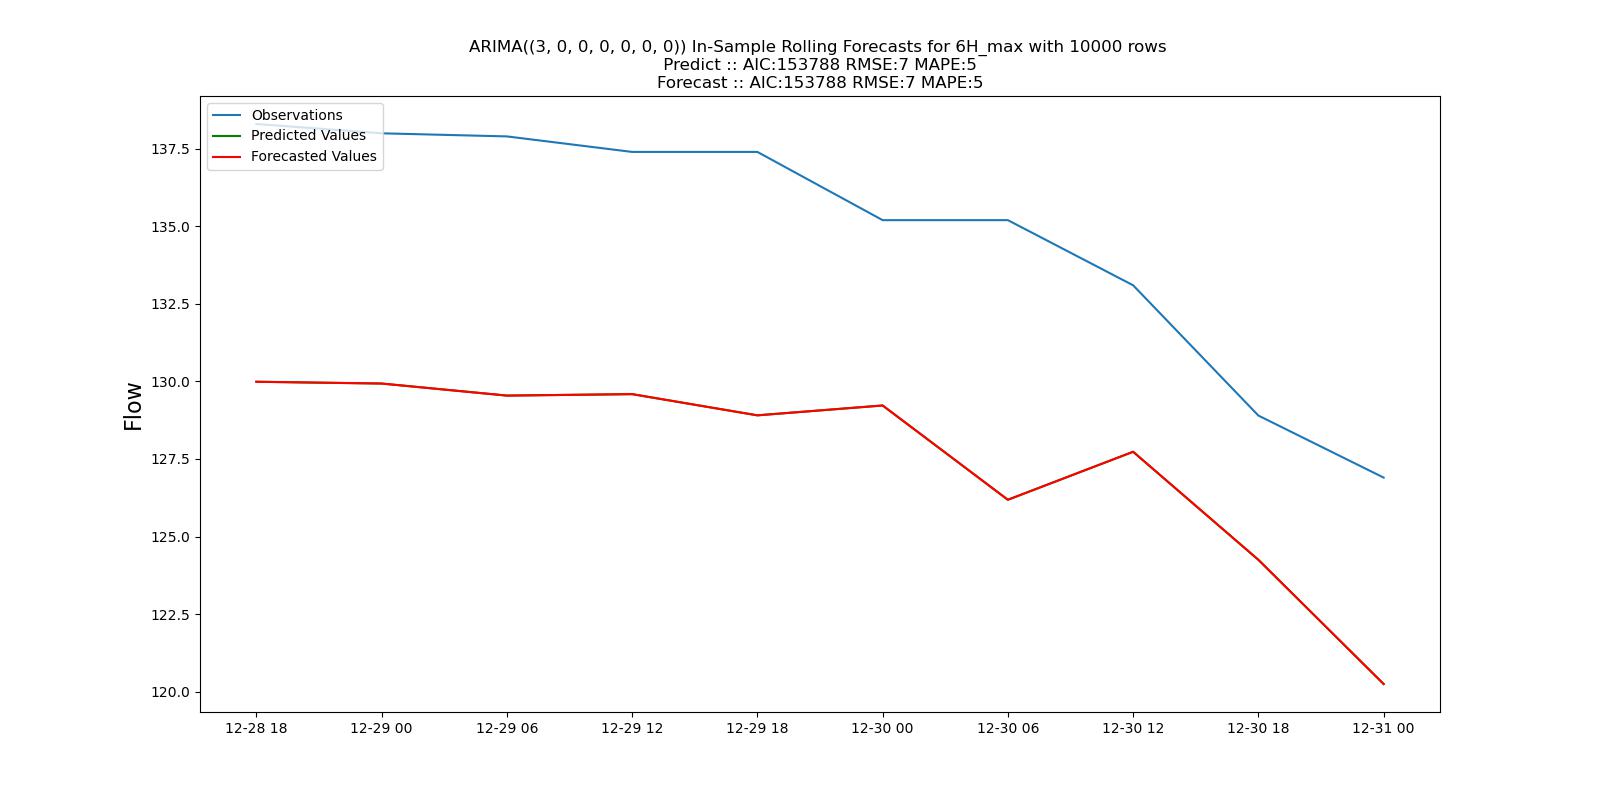 ARIMA((3, 0, 0, 0, 0, 0, 0)) In-Sample Rolling Forecasts for 6H_max with 10000 rows
Predict :: AIC:153788 RMSE:7 MAPE:5
Forecast :: AIC:153788 RMSE:7 MAPE:5
Observations
Predicted Values
Forecasted Values
Flow
137.5
135.0
132.5
130.0
127.5
125.0
122.5
120.0
12-28 18 12-29 00 12-29 06 12-29 12 12-29 18 12-30 00 12-30 06 12-30 12 12-30 18 12-31 00